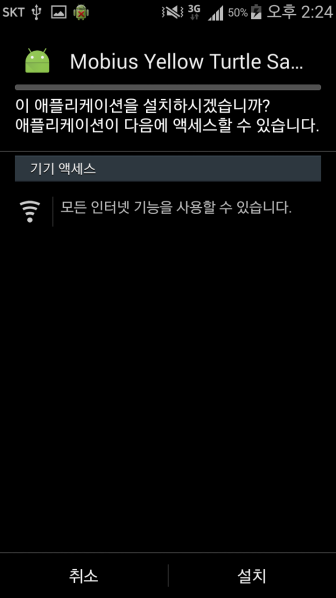 SKT 3G 50% 오후 2:24
Mobius Yellow Turtle Sa...
이 애플리케이션을 설치하시겠습니까?
애플리케이션이 다음에 액세스할 수 있습니다.
기기 액세스
모든 인터넷 기능을 사용할 수 있습니다.
취소 설치